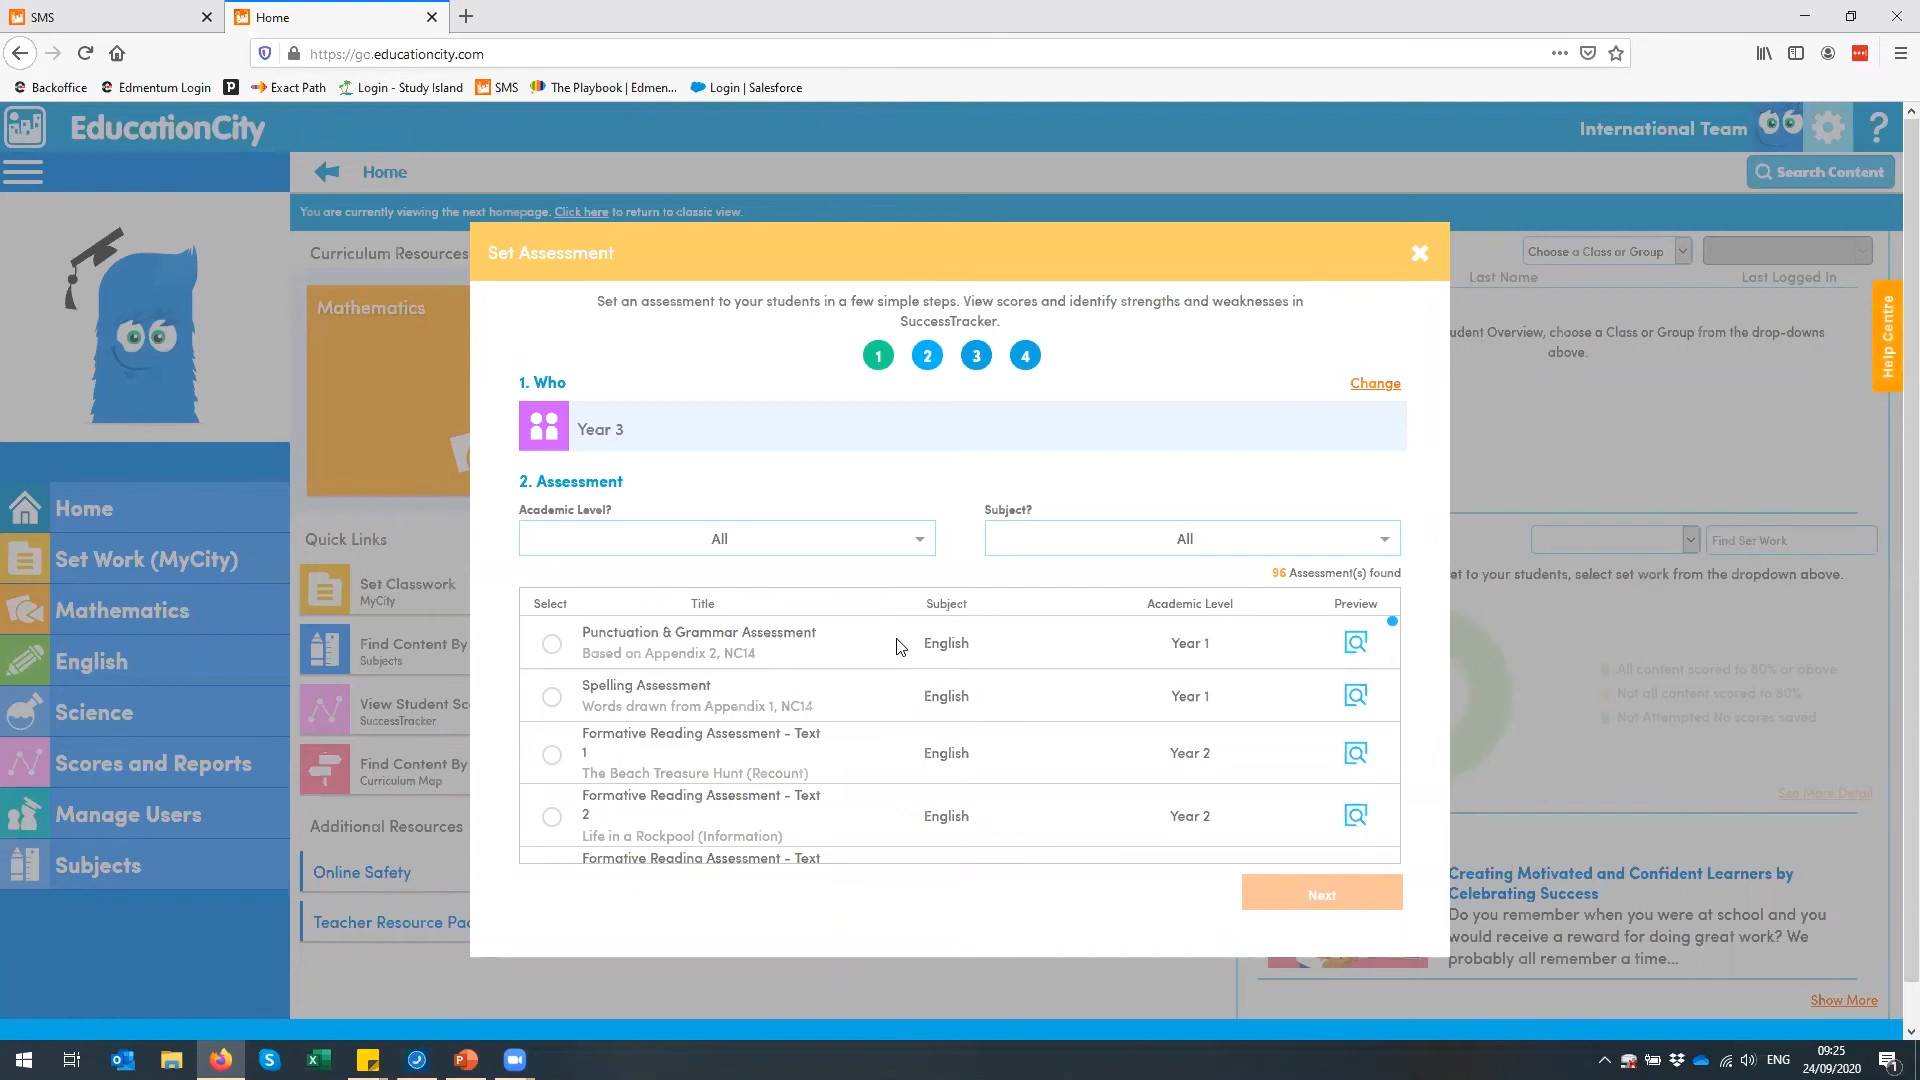 SMS
Home
https://go.educationcity.com
Backoffice
Edmentum Login
Exact Path
Login - Study Island
SMS
The Playbook | Edmen...
Login | Salesforce
EducationCity
International Team
?
Home
Search Content
You are currently viewing the next homepage. Click here to return to classic view.
Curriculum Resources
Mathematics
Set Assessment
Choose a Class or Group
Last Name
Last Logged In
Set an assessment to your students in a few simple steps. View scores and identify strengths and weaknesses in
SuccessTracker.
udent Overview, choose a Class or Group from the drop-downs
above.
Help Centre
1 2 3 4
1. Who
Change
Year 3
2. Assessment
Academic Level?
Subject?
All
All
96 Assessment(s) found
Select
Title
Subject
Academic Level
Preview
Punctuation & Grammar Assessment
Based on Appendix 2, NC14
English
Year 1
Spelling Assessment
Words drawn from Appendix 1, NC14
English
Year 1
Formative Reading Assessment - Text
1
The Beach Treasure Hunt (Recount)
English
Year 2
Formative Reading Assessment - Text
2
Life in a Rockpool (Information)
English
Year 2
Formative Reading Assessment - Text
Next
Home
Set Work (MyCity)
Mathematics
English
Science
Scores and Reports
Manage Users
Subjects
Quick Links
Set Classwork
MyCity
Find Content By
Subjects
View Student Sc
SuccessTracker
Find Content By
Curriculum Map
Additional Resources
Online Safety
Teacher Resource Pac
Find Set Work
et to your students, select set work from the dropdown above.
All content scored to 80% or above
Not all content scored to 80%
Not Attempted No scores saved
See More Detail
Creating Motivated and Confident Learners by
Celebrating Success
Do you remember when you were at school and you
would receive a reward for doing great work? We
probably all remember a time...
Show More
ENG
09:25
24/09/2020
1